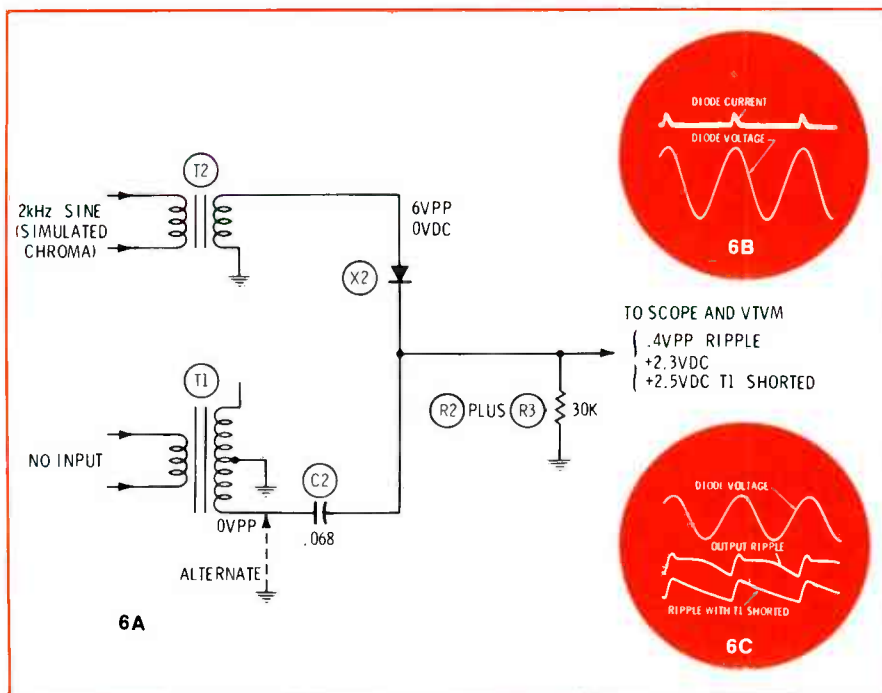 T2
2kHz SINE
(SIMULATED
CHROMA)
6VPP
0VDC
X2
T1
NO INPUT
0VPP
C2
.068
ALTERNATE
R2 PLUS R3 30K
TO SCOPE AND VTVM
.4VPP RIPPLE
+2.3VDC
+2.5VDC T1 SHORTED
6A
DIODE CURRENT
DIODE VOLTAGE
6B
DIODE VOLTAGE
OUTPUT RIPPLE
RIPPLE WITH T1 SHORTED
6C